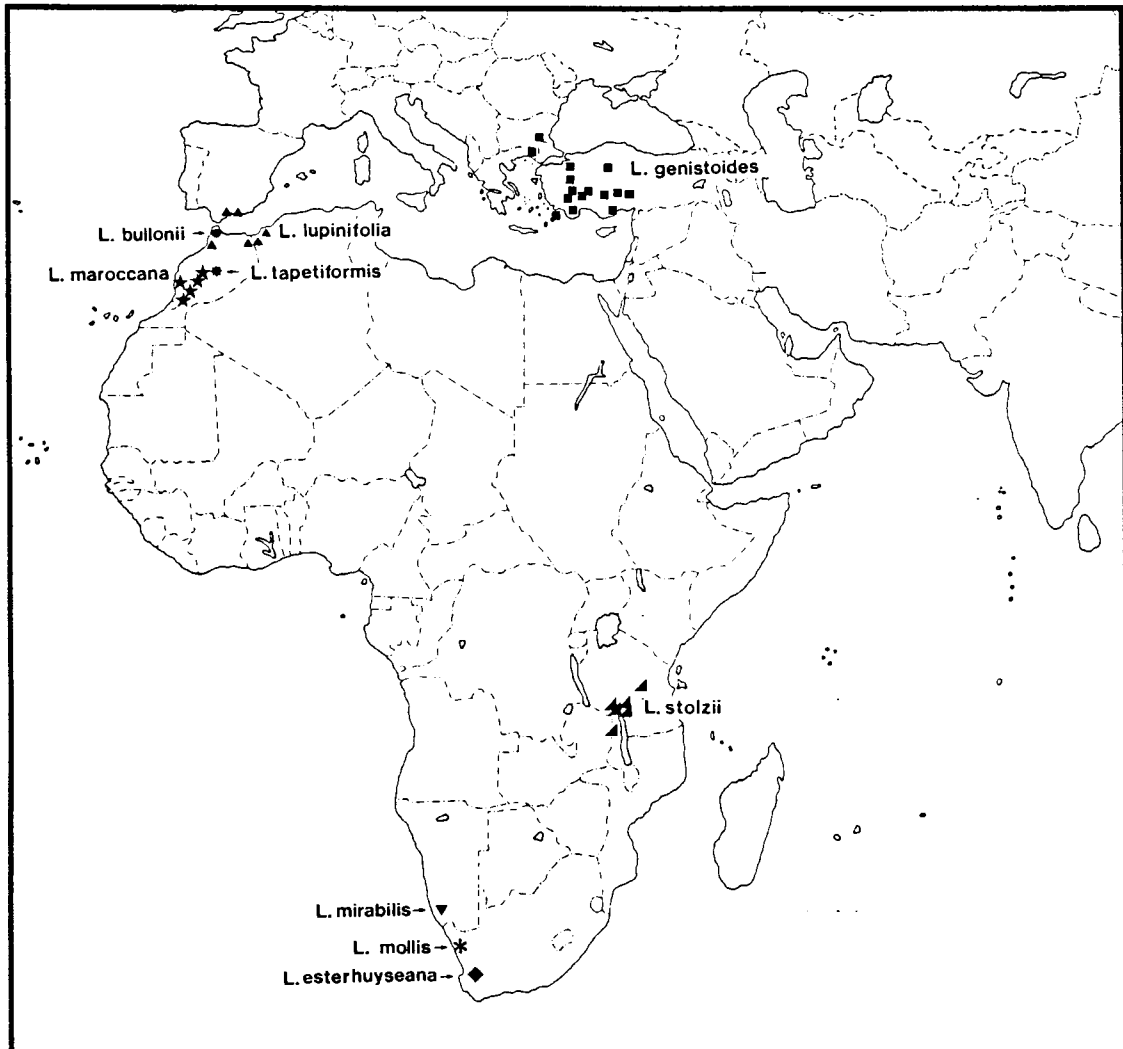 L. genistoides
L. bullonii
L. lupinifolia
L. maroccana
L. tapetiformis
L. stolzii
L. mirabilis
L. mollis
L. esterhuyseana